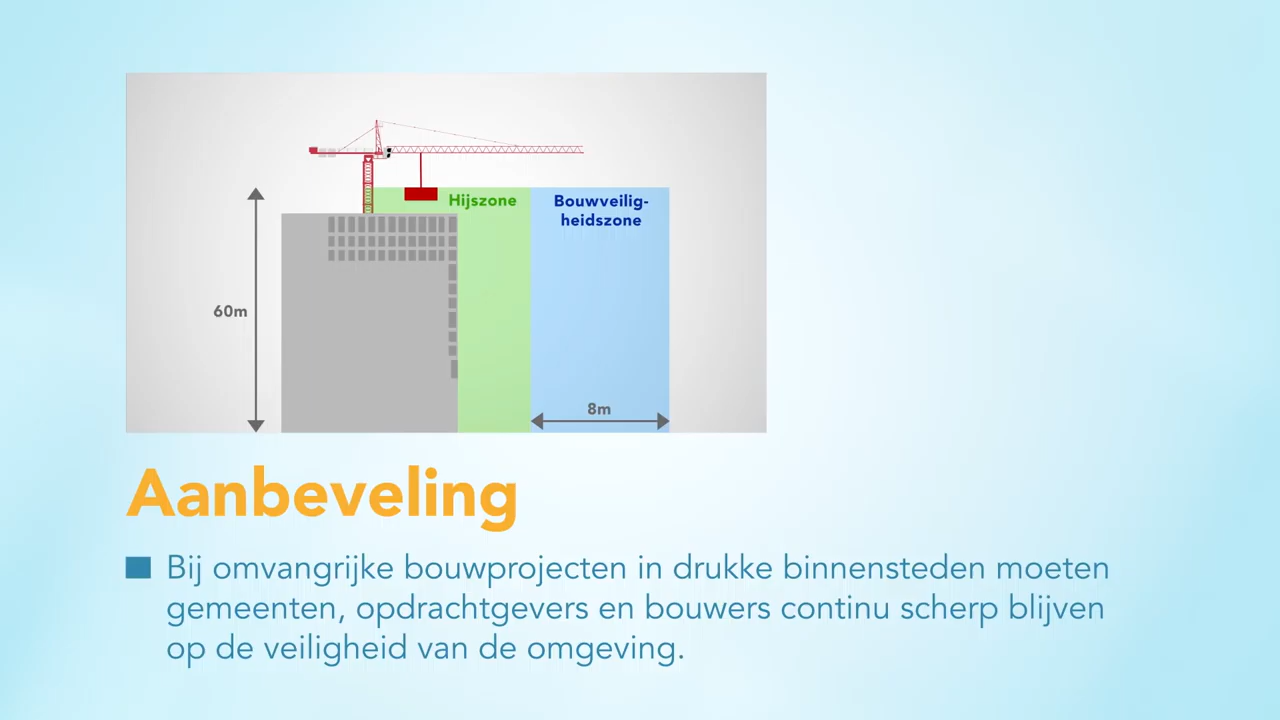 Hijszone
Bouwveilig-
heidszone
60m
8m
Aanbeveling
Bij omvangrijke bouwprojecten in drukke binnensteden moeten
gemeenten, opdrachtgevers en bouwers continu scherp blijven
op de veiligheid van de omgeving.